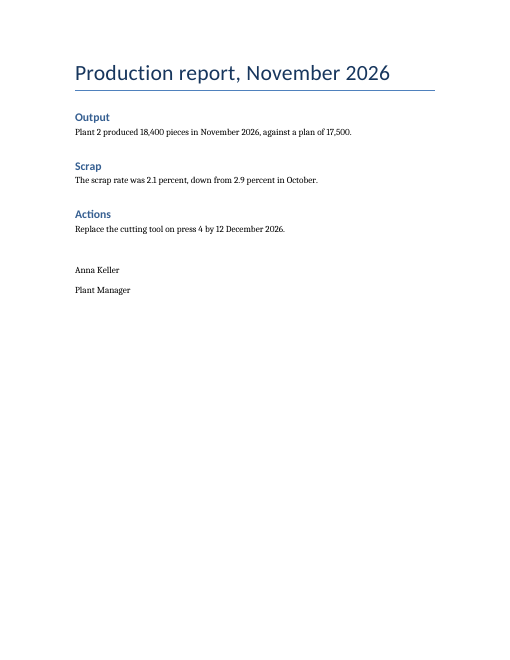 Production report, November 2026
Output
Plant 2 produced 18,400 pieces in November 2026, against a plan of 17,500.
Scrap
The scrap rate was 2.1 percent, down from 2.9 percent in October.
Actions
Replace the cutting tool on press 4 by 12 December 2026.
Anna Keller
Plant Manager